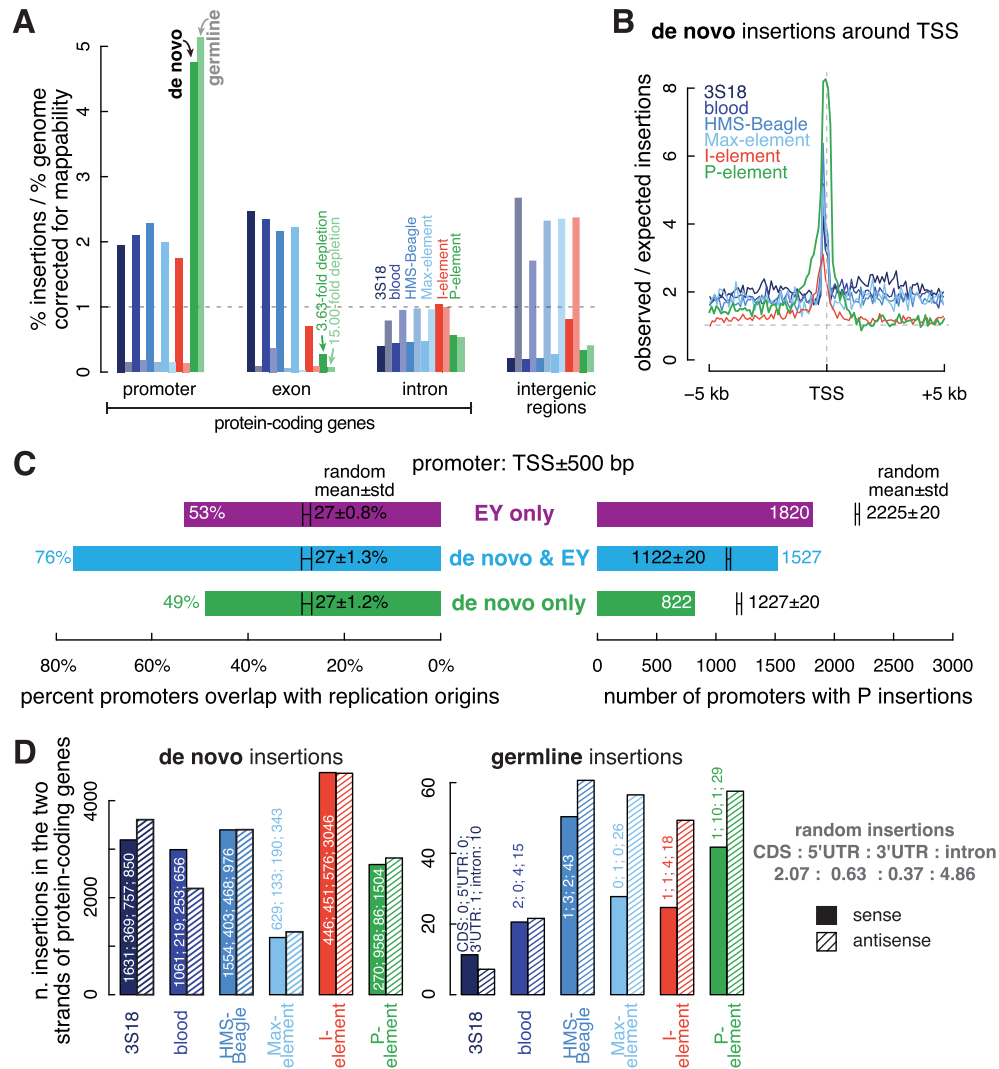 A
de novo
germline
% insertions / % genome
corrected for mappability
5
4
3
2
1
0
3.63-fold depletion
15.00-fold depletion
3S18
blood
HMS-Beagle
Max-element
I-element
P-element
promoter
exon
intron
intergenic
regions
protein-coding genes
B
de novo insertions around TSS
observed / expected insertions
8
6
4
2
0
3S18
blood
HMS-Beagle
Max-element
I-element
P-element
−5 kb
TSS
+5 kb
C
promoter: TSS±500 bp
random
mean±std
random
mean±std
53%
27±0.8%
EY only
1820
2225±20
76%
27±1.3%
de novo & EY
1122±20
1527
49%
27±1.2%
de novo only
822
1227±20
80%
60%
40%
20%
0%
0
500
1000
1500
2000
2500
3000
percent promoters overlap with replication origins
number of promoters with P insertions
D
de novo insertions
germline insertions
n. insertions in the two
strands of protein-coding genes
4000
2000
0
1631; 369; 757; 850
1061; 219; 253; 656
1554; 403; 468; 976
629; 133; 190; 343
446; 451; 576; 3046
270; 958; 86; 1504
3S18
blood
HMS-
Beagle
Max-
element
I-
element
P-
element
60
40
20
0
CDS: 0; 5'UTR: 0;
3'UTR: 1; intron: 10
2; 0; 4; 15
1; 3; 2; 43
0; 1; 0; 26
1; 1; 4; 18
1; 10; 1; 29
3S18
blood
HMS-
Beagle
Max-
element
I-
element
P-
element
random insertions
CDS : 5'UTR : 3'UTR : intron
2.07 : 0.63 : 0.37 : 4.86
sense
antisense